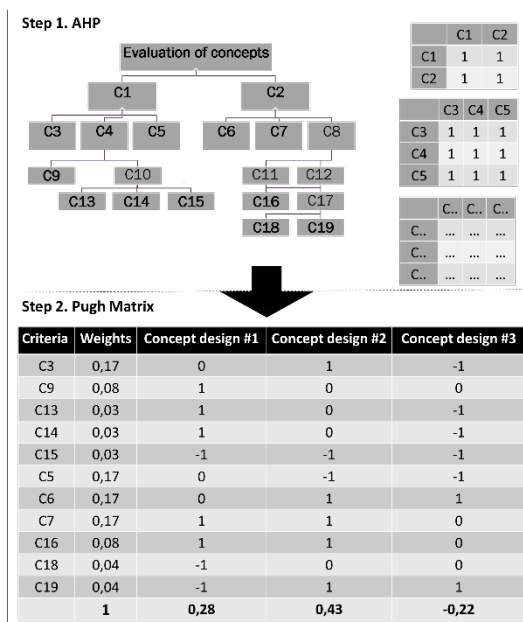 Step 1. AHP
Evaluation of concepts
C1 C2
C3 C4 C5 C6 C7 C8
C9 C10 C11 C12
C13 C14 C15 C16 C17
C18 C19
C1 C2
C1 1 1
C2 1 1
C3 C4 C5
C3 1 1 1
C4 1 1 1
C5 1 1 1
C.. C.. C..
C.. ... ... ...
C.. ... ... ...
C.. ... ... ...
Step 2. Pugh Matrix
Criteria Weights Concept design #1 Concept design #2 Concept design #3
C3 0,17 0 1 -1
C9 0,08 1 0 0
C13 0,03 1 0 -1
C14 0,03 1 0 -1
C15 0,03 -1 -1 -1
C5 0,17 0 -1 -1
C6 0,17 0 1 1
C7 0,17 1 1 0
C16 0,08 1 1 0
C18 0,04 -1 0 0
C19 0,04 -1 1 1
1 0,28 0,43 -0,22